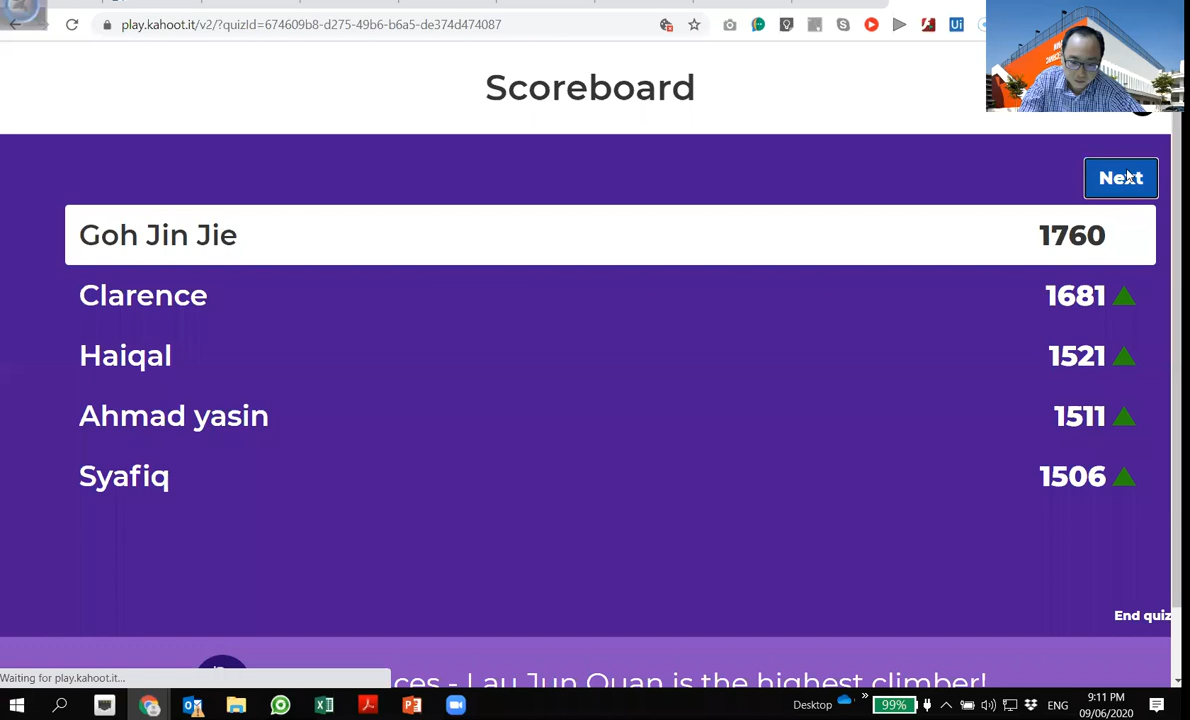 play.kahoot.it/v2/?quizId=674609b8-d275-49b6-b6a5-de374d474087
Ui
Scoreboard
Next
Goh Jin Jie 1760
Clarence 1681
Haiqal 1521
Ahmad yasin 1511
Syafiq 1506
End quiz
ces - Lau Jun Quan is the highest climber!
Waiting for play.kahoot.it...
Desktop
99%
ENG
9:11 PM
09/06/2020